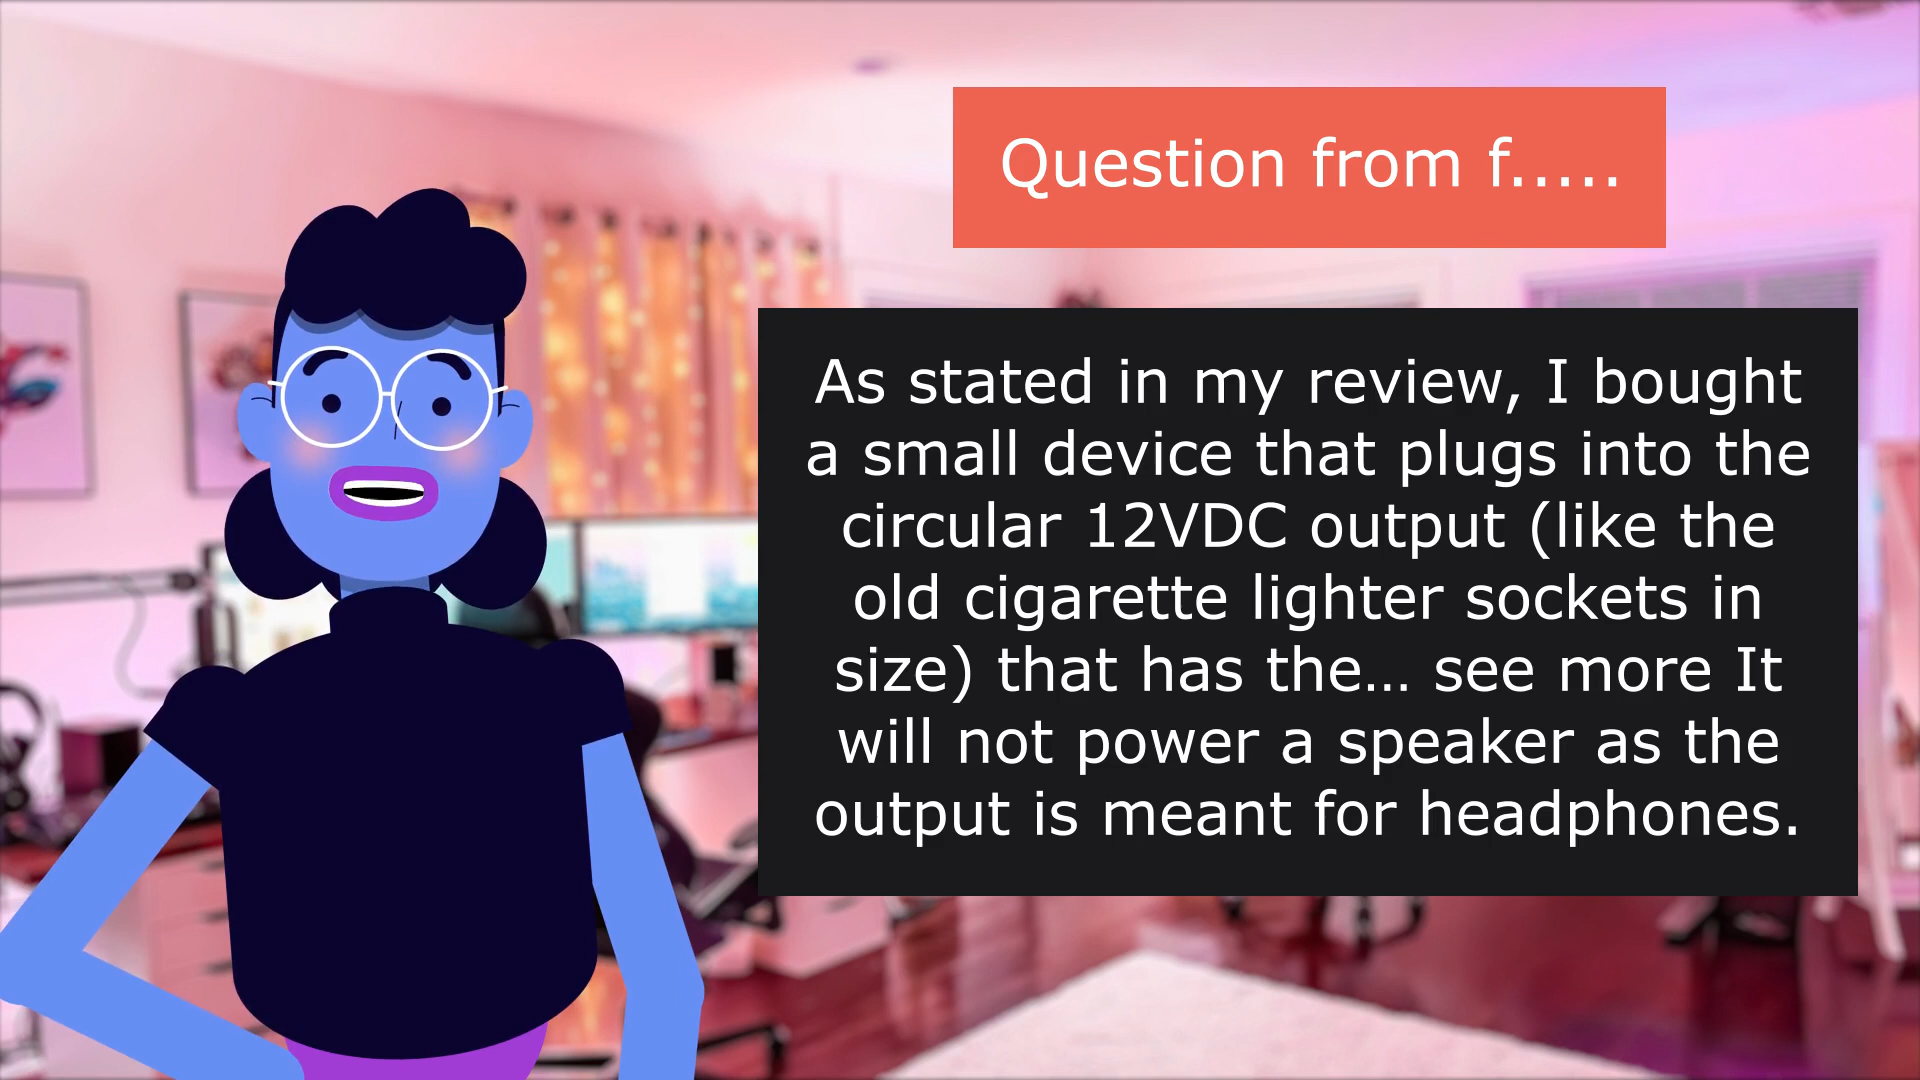 Question from f.....
As stated in my review, I bought
a small device that plugs into the
circular 12VDC output (like the
old cigarette lighter sockets in
size) that has the... see more It
will not power a speaker as the
output is meant for headphones.